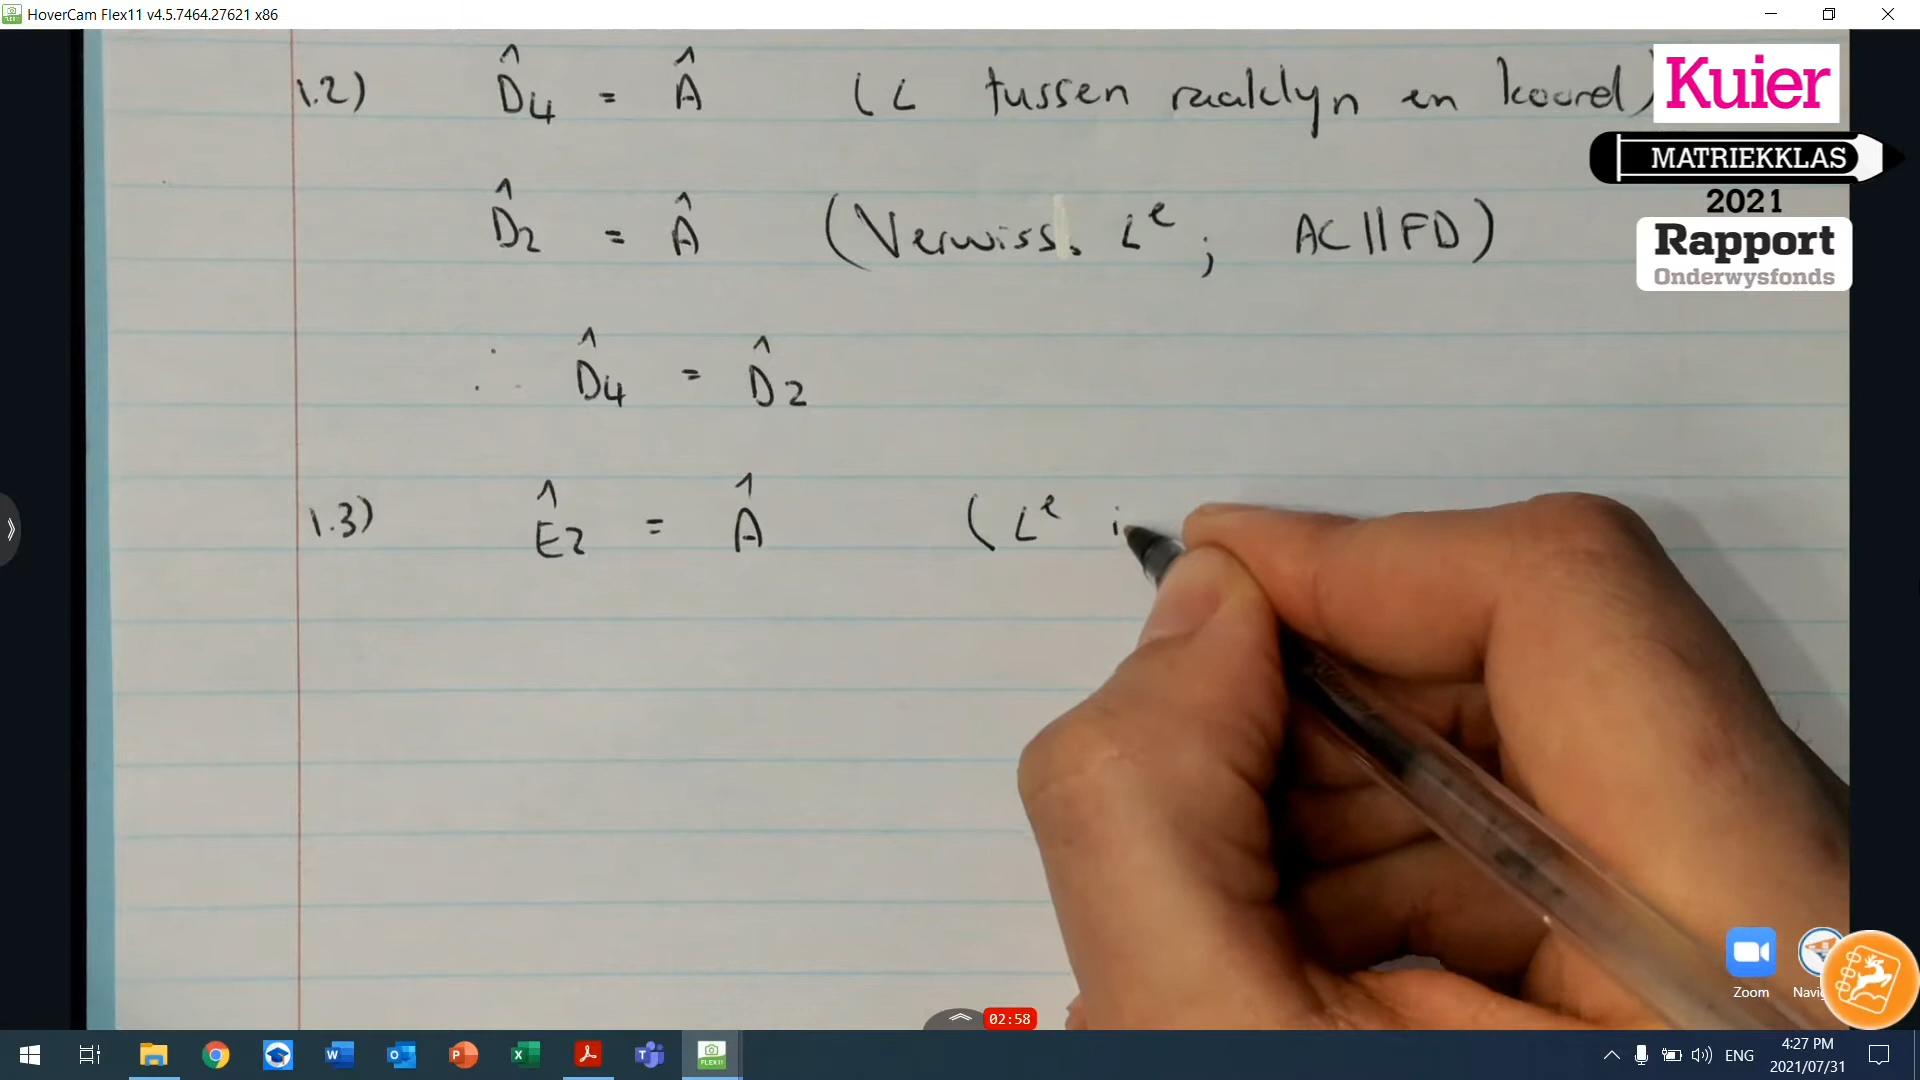 HoverCam Flex11 v4.5.7464.27621 x86
1.2) D̂4 = Â (∠ tussen raaklyn en koord)
Kuier
MATRIEKKLAS
2021
Rapport
Onderwysfonds
D̂2 = Â (Verwiss. ∠e ; AC||FD)
∴ D̂4 = D̂2
1.3) Ê2 = Â (∠e i
Zoom
02:58
ENG
4:27 PM
2021/07/31